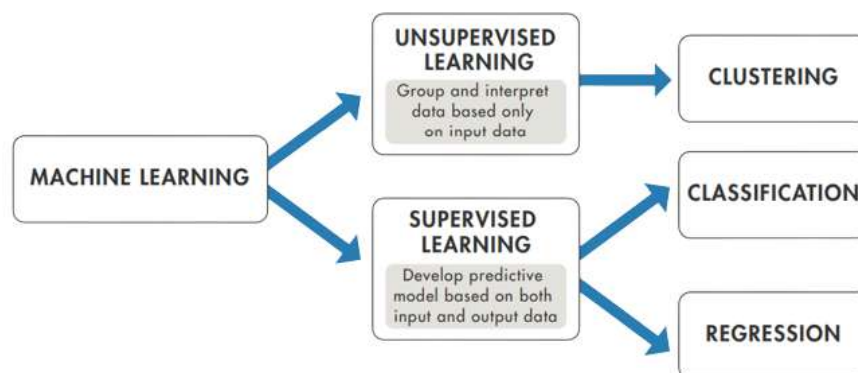 MACHINE LEARNING
UNSUPERVISED
LEARNING
Group and interpret
data based only
on input data
SUPERVISED
LEARNING
Develop predictive
model based on both
input and output data
CLUSTERING
CLASSIFICATION
REGRESSION